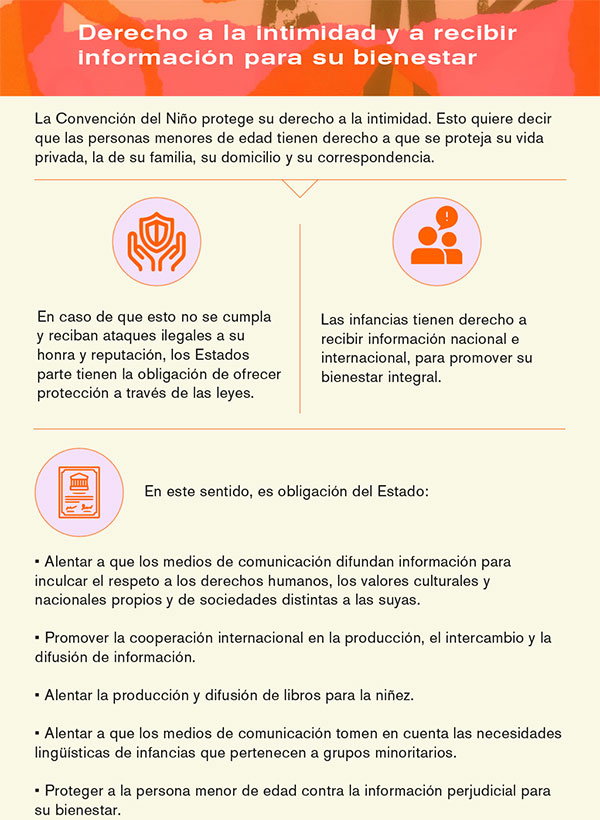 Derecho a la intimidad y a recibir
información para su bienestar
La Convención del Niño protege su derecho a la intimidad. Esto quiere decir
que las personas menores de edad tienen derecho a que se proteja su vida
privada, la de su familia, su domicilio y su correspondencia.
En caso de que esto no se cumpla
y reciban ataques ilegales a su
honra y reputación, los Estados
parte tienen la obligación de ofrecer
protección a través de las leyes.
Las infancias tienen derecho a
recibir información nacional e
internacional, para promover su
bienestar integral.
En este sentido, es obligación del Estado:
▪ Alentar a que los medios de comunicación difundan información para
inculcar el respeto a los derechos humanos, los valores culturales y
nacionales propios y de sociedades distintas a las suyas.
▪ Promover la cooperación internacional en la producción, el intercambio y la
difusión de información.
▪ Alentar la producción y difusión de libros para la niñez.
▪ Alentar a que los medios de comunicación tomen en cuenta las necesidades
lingüísticas de infancias que pertenecen a grupos minoritarios.
▪ Proteger a la persona menor de edad contra la información perjudicial para
su bienestar.